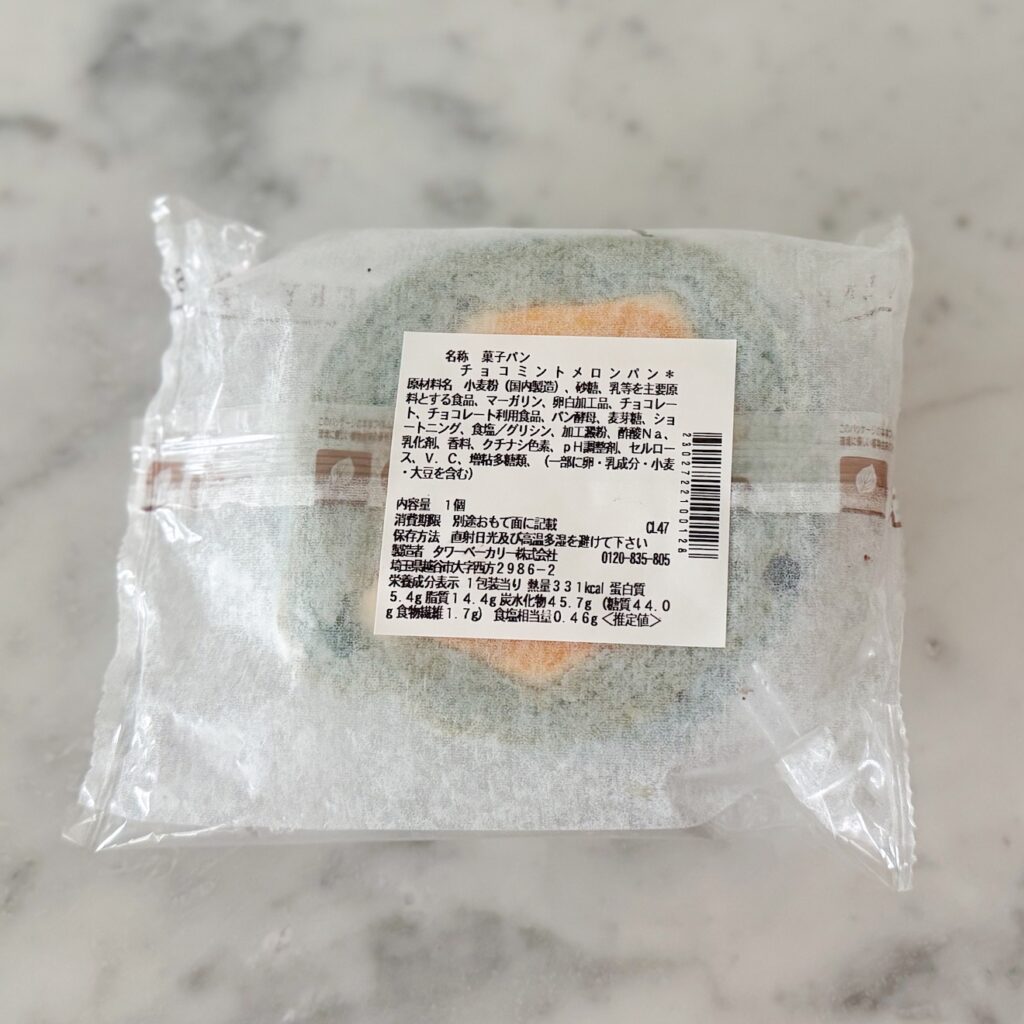 名称 菓子パン
チョコミントメロンパン*
原材料名 小麦粉(国内製造)、砂糖、乳等を主要原
料とする食品、マーガリン、卵白加工品、チョコレー
ト、チョコレート利用食品、パン酵母、麦芽糖、ショ
ートニング、食塩/グリシン、加工澱粉、酢酸Na、
乳化剤、香料、クチナシ色素、pH調整剤、セルロー
ス、V.C、増粘多糖類、(一部に卵・乳成分・小麦
・大豆を含む)
内容量 1個
消費期限 別途おもて面に記載 CL47
保存方法 直射日光及び高温多湿を避けて下さい
製造者 タワーベーカリー株式会社 0120-835-805
埼玉県越谷市大字西方2986-2
栄養成分表示 1包装当り 熱量331kcal 蛋白質
5.4g 脂質14.4g 炭水化物45.7g (糖質44.0
g 食物繊維1.7g) 食塩相当量0.46g<推定値>
2302722100128